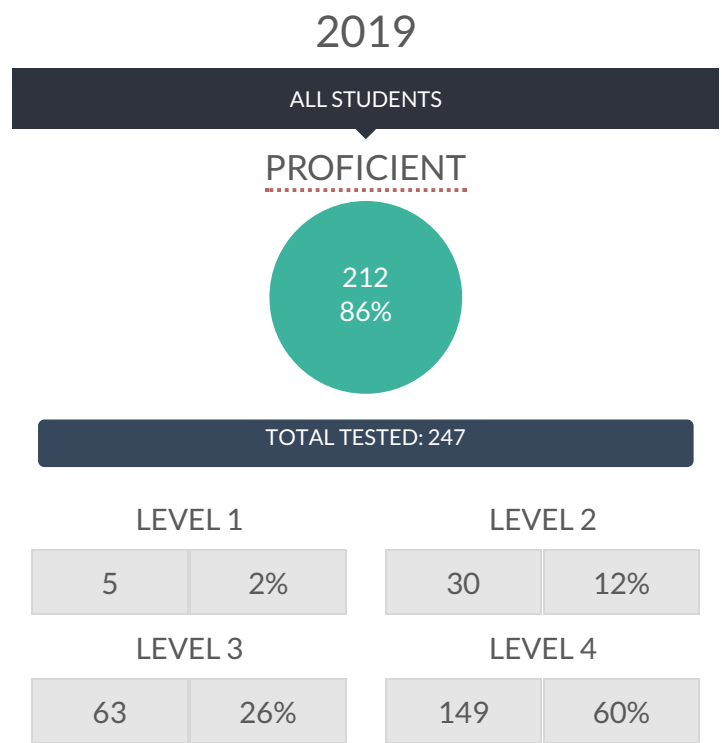 2019
ALL STUDENTS
PROFICIENT
212
86%
TOTAL TESTED: 247
LEVEL 1 LEVEL 2
5 2% 30 12%
LEVEL 3 LEVEL 4
63 26% 149 60%